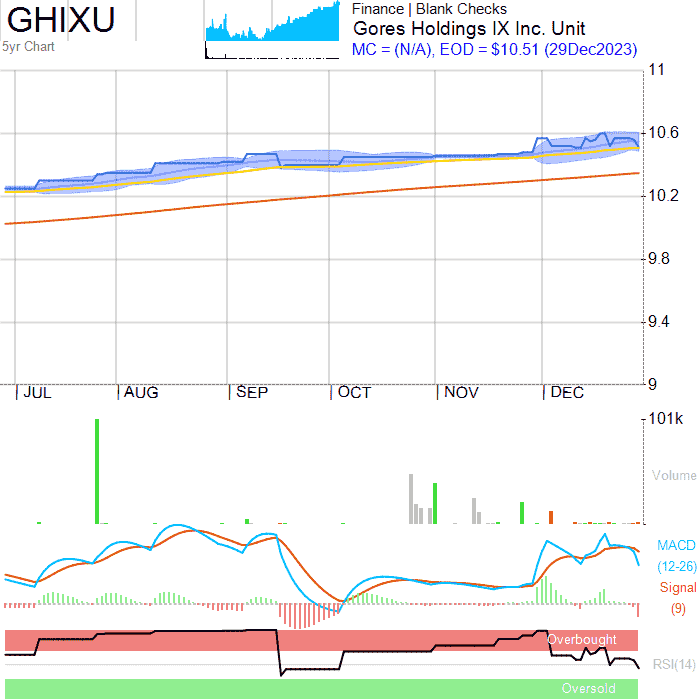 GHIXU
5yr Chart
Finance | Blank Checks
Gores Holdings IX Inc. Unit
MC = (N/A), EOD = $10.51 (29Dec2023)
11
10.6
10.2
9.8
9.4
9
| JUL | AUG | SEP | OCT | NOV | DEC
101k
Volume
MACD
(12-26)
Signal
(9)
Overbought
RSI(14)
Oversold